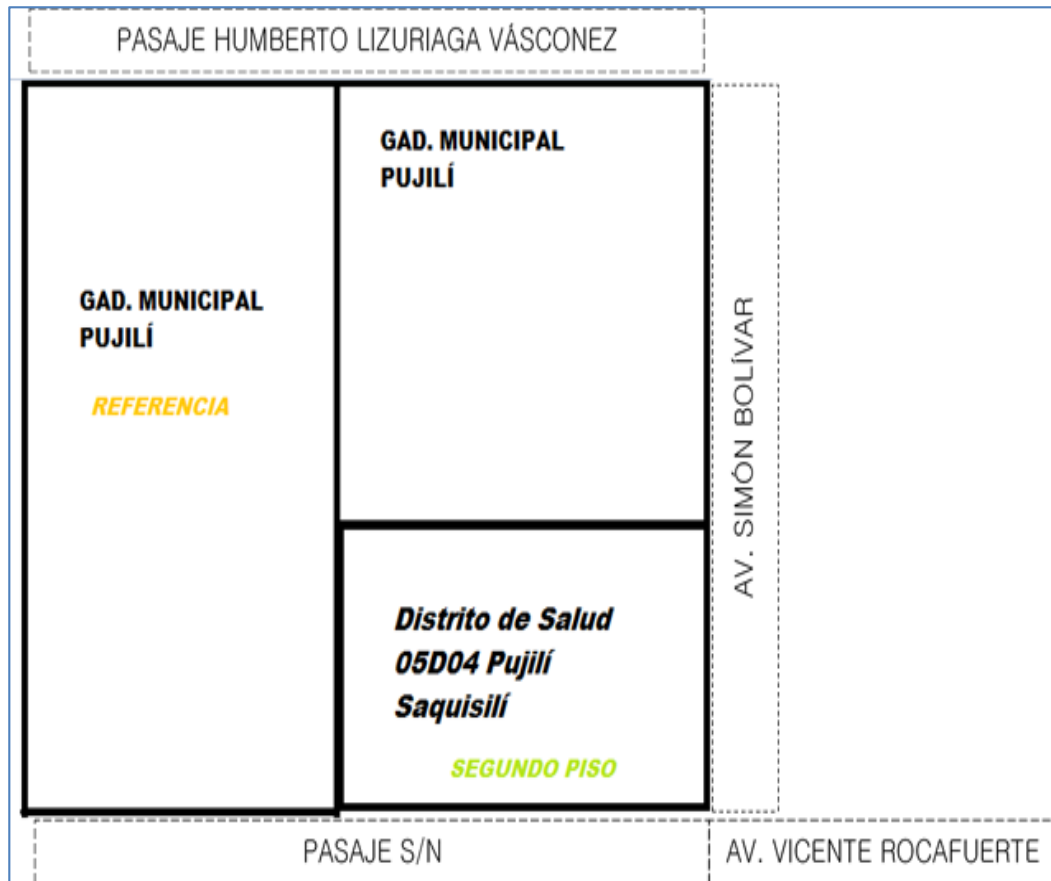 PASAJE HUMBERTO LIZURIAGA VÁSCONEZ
GAD. MUNICIPAL
PUJILÍ
GAD. MUNICIPAL
PUJILÍ
REFERENCIA
AV. SIMÓN BOLÍVAR
Distrito de Salud
05D04 Pujilí
Saquisilí
SEGUNDO PISO
PASAJE S/N
AV. VICENTE ROCAFUERTE